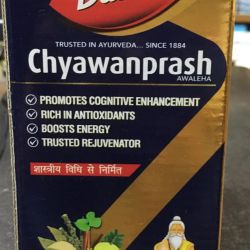 TRUSTED IN AYURVEDA... SINCE 1884
Chyawanprash
AWALEHA
PROMOTES COGNITIVE ENHANCEMENT
RICH IN ANTIOXIDANTS
BOOSTS ENERGY
TRUSTED REJUVENATOR
शास्त्रीय विधि से निर्मित